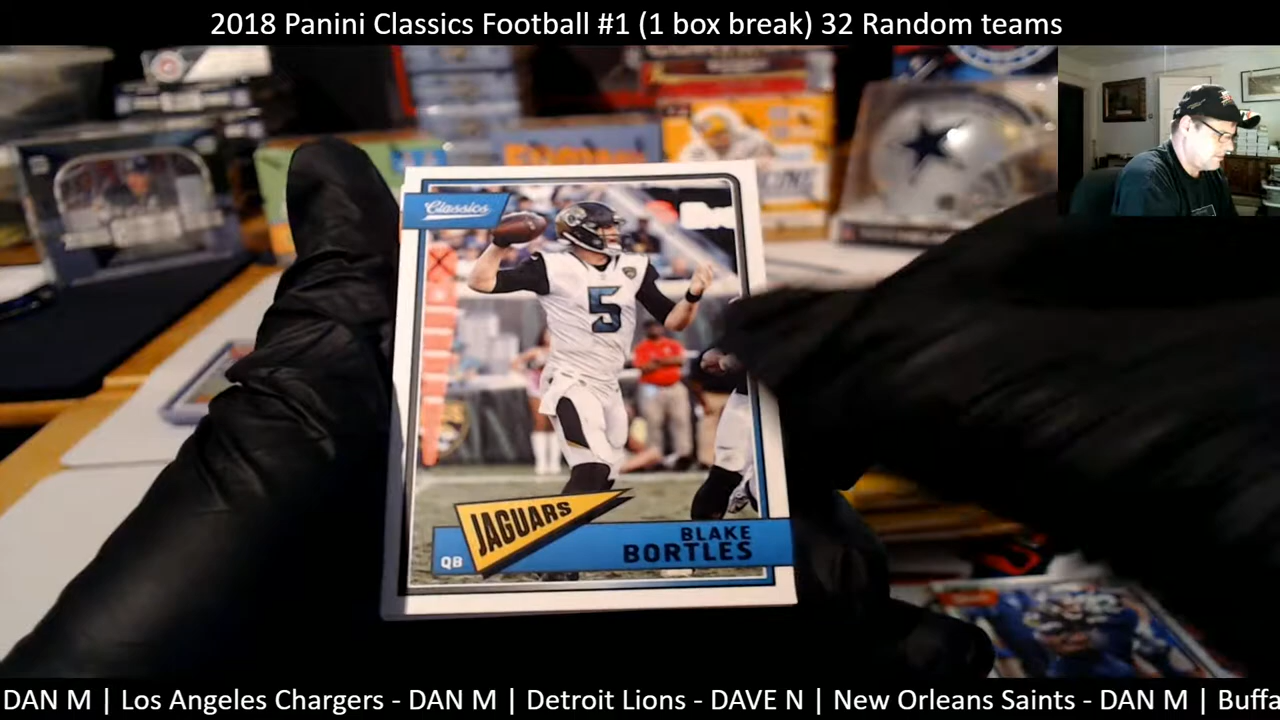 2018 Panini Classics Football #1 (1 box break) 32 Random teams
Classics
5
JAGUARS
QB
BLAKE
BORTLES
DAN M | Los Angeles Chargers - DAN M | Detroit Lions - DAVE N | New Orleans Saints - DAN M | Buffa